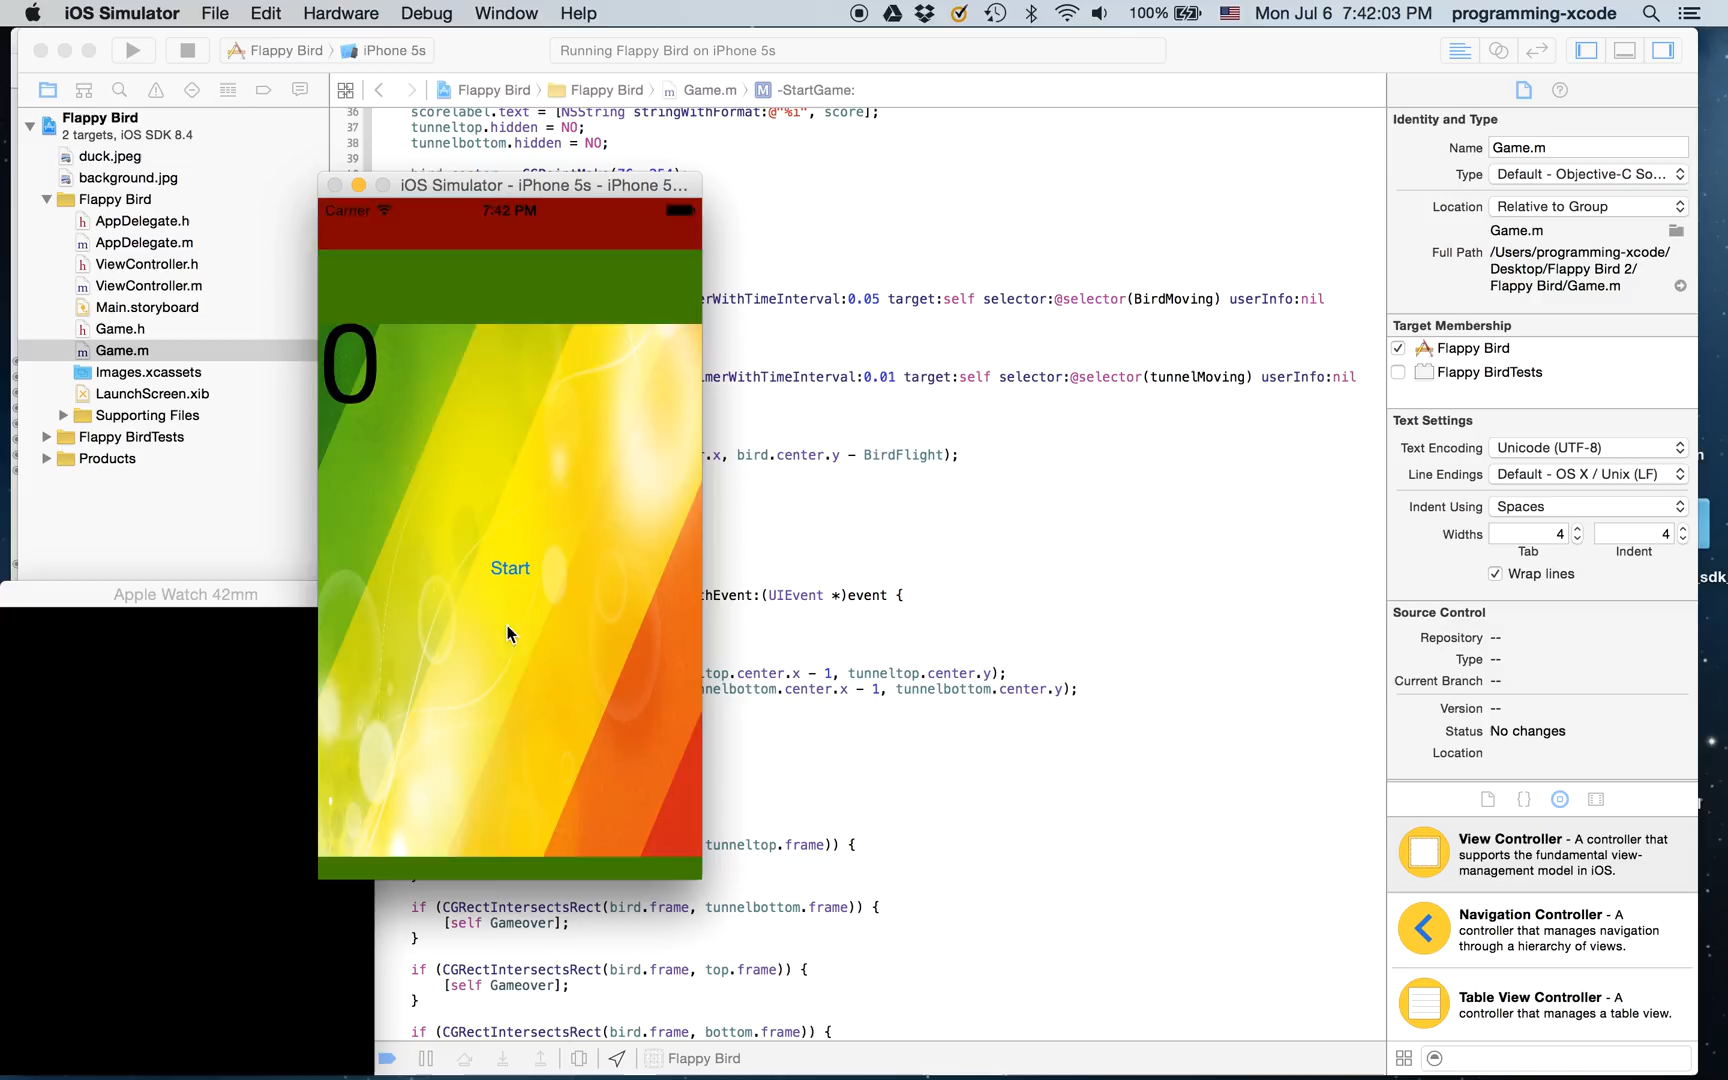 iOS Simulator File Edit Hardware Debug Window Help 100% Mon Jul 6 7:42:03 PM programming-xcode
Flappy Bird iPhone 5s Running Flappy Bird on iPhone 5s
Flappy Bird Flappy Bird Game.m M -StartGame:
Flappy Bird
2 targets, iOS SDK 8.4
duck.jpeg
background.jpg
Flappy Bird
h AppDelegate.h
m AppDelegate.m
h ViewController.h
m ViewController.m
Main.storyboard
h Game.h
m Game.m
Images.xcassets
LaunchScreen.xib
Supporting Files
Flappy BirdTests
Products
Apple Watch 42mm
36 scorelabel.text = [NSString stringWithFormat:@"%i", score];
37 tunneltop.hidden = NO;
38 tunnelbottom.hidden = NO;
39
iOS Simulator - iPhone 5s - iPhone 5...
Carrier 7:42 PM
0
Start
erWithTimeInterval:0.05 target:self selector:@selector(BirdMoving) userInfo:nil
merWithTimeInterval:0.01 target:self selector:@selector(tunnelMoving) userInfo:nil
r.x, bird.center.y - BirdFlight);
hEvent:(UIEvent *)event {
top.center.x - 1, tunneltop.center.y);
nelbottom.center.x - 1, tunnelbottom.center.y);
tunneltop.frame)) {
if (CGRectIntersectsRect(bird.frame, tunnelbottom.frame)) {
[self Gameover];
}
if (CGRectIntersectsRect(bird.frame, top.frame)) {
[self Gameover];
}
if (CGRectIntersectsRect(bird.frame, bottom.frame)) {
Flappy Bird
Identity and Type
Name Game.m
Type Default - Objective-C So...
Location Relative to Group
Game.m
Full Path /Users/programming-xcode/
Desktop/Flappy Bird 2/
Flappy Bird/Game.m
Target Membership
Flappy Bird
Flappy BirdTests
Text Settings
Text Encoding Unicode (UTF-8)
Line Endings Default - OS X / Unix (LF)
Indent Using Spaces
Widths 4 4
Tab Indent
Wrap lines
Source Control
Repository --
Type --
Current Branch --
Version --
Status No changes
Location
View Controller - A controller that
supports the fundamental view-
management model in iOS.
Navigation Controller - A
controller that manages navigation
through a hierarchy of views.
Table View Controller - A
controller that manages a table view.
_sdk_